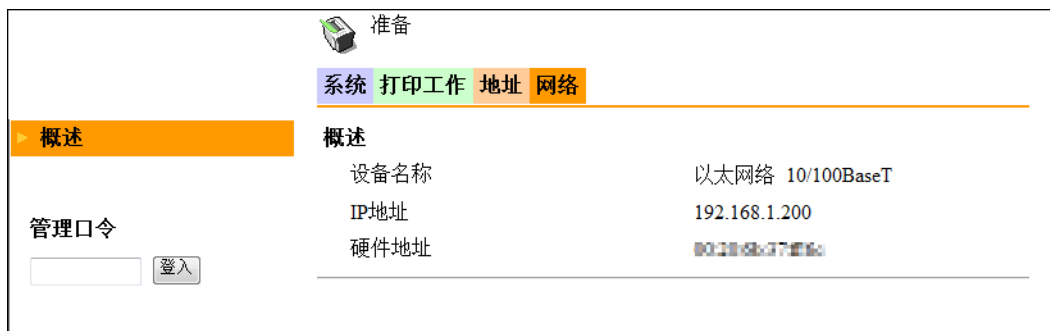 准备
系统 打印工作 地址 网络
概述
概述
设备名称 以太网络 10/100BaseT
IP地址 192.168.1.200
硬件地址
管理口令
登入